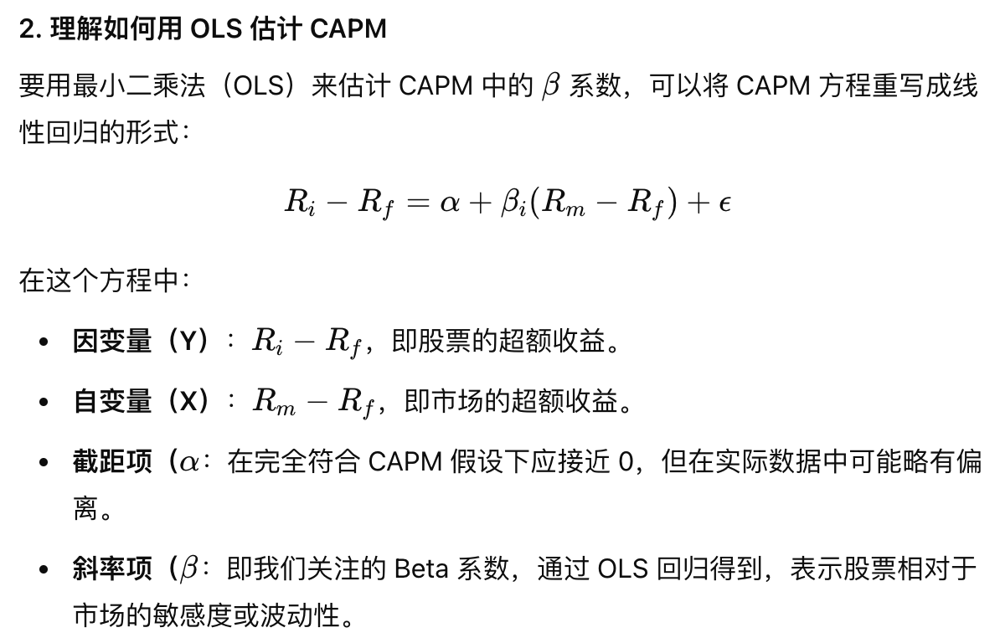 2. 理解如何用 OLS 估计 CAPM
要用最小二乘法（OLS）来估计 CAPM 中的 β 系数，可以将 CAPM 方程重写成线
性回归的形式：
R_i − R_f = α + β_i(R_m − R_f) + ϵ
在这个方程中：
• 因变量（Y）：R_i − R_f，即股票的超额收益。
• 自变量（X）：R_m − R_f，即市场的超额收益。
• 截距项（α：在完全符合 CAPM 假设下应接近 0，但在实际数据中可能略有偏
离。
• 斜率项（β：即我们关注的 Beta 系数，通过 OLS 回归得到，表示股票相对于
市场的敏感度或波动性。